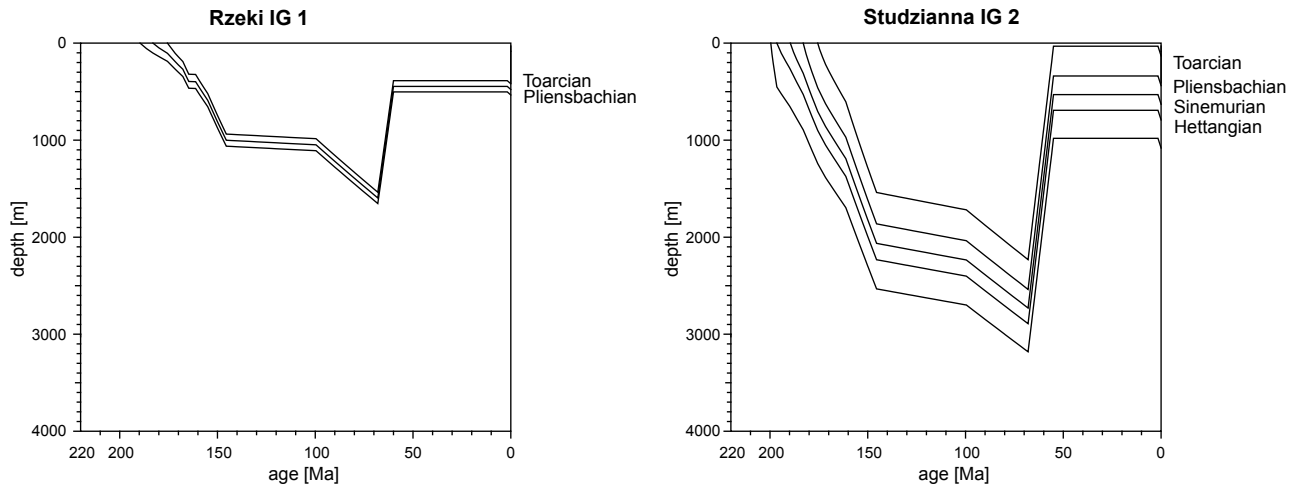 Rzeki IG 1
0
1000
2000
3000
4000
depth [m]
220 200 150 100 50 0
age [Ma]
Toarcian
Pliensbachian
Studzianna IG 2
0
1000
2000
3000
4000
depth [m]
220 200 150 100 50 0
age [Ma]
Toarcian
Pliensbachian
Sinemurian
Hettangian